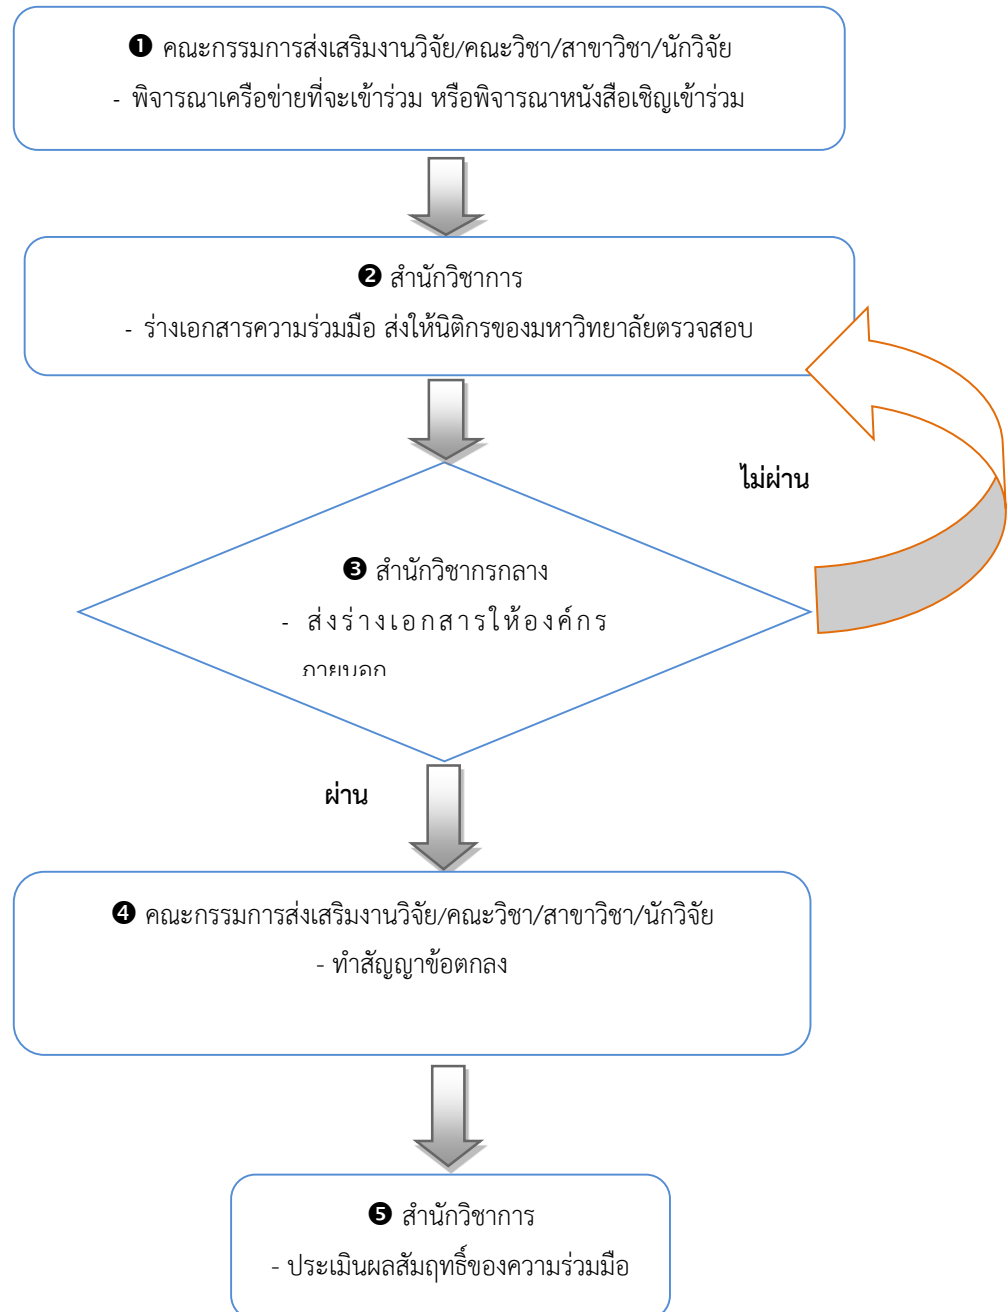 ❶ คณะกรรมการส่งเสริมงานวิจัย/คณะวิชา/สาขาวิชา/นักวิจัย
- พิจารณาเครือข่ายที่จะเข้าร่วม หรือพิจารณาหนังสือเชิญเข้าร่วม
❷ สำนักวิชาการ
- ร่างเอกสารความร่วมมือ ส่งให้นิติกรของมหาวิทยาลัยตรวจสอบ
ไม่ผ่าน
❸ สำนักวิชากรกลาง
- ส่งร่างเอกสารให้องค์กร
ภายนอก
ผ่าน
❹ คณะกรรมการส่งเสริมงานวิจัย/คณะวิชา/สาขาวิชา/นักวิจัย
- ทำสัญญาข้อตกลง
❺ สำนักวิชาการ
- ประเมินผลสัมฤทธิ์ของความร่วมมือ